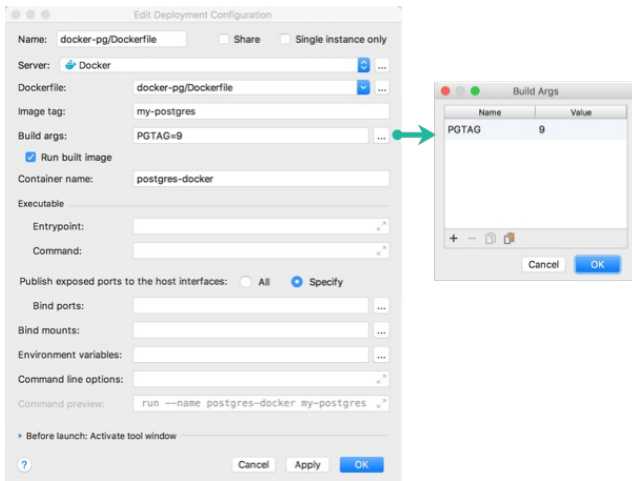 Edit Deployment Configuration
Name: docker-pg/Dockerfile Share Single instance only
Server: Docker ...
Dockerfile: docker-pg/Dockerfile ...
Image tag: my-postgres
Build args: PGTAG=9 ...
Run built image
Container name: postgres-docker
Executable
Entrypoint:
Command:
Publish exposed ports to the host interfaces: All Specify
Bind ports: ...
Bind mounts: ...
Environment variables: ...
Command line options:
Command preview: run --name postgres-docker my-postgres
Before launch: Activate tool window
? Cancel Apply OK
Build Args
Name Value
PGTAG 9
+ −
Cancel OK